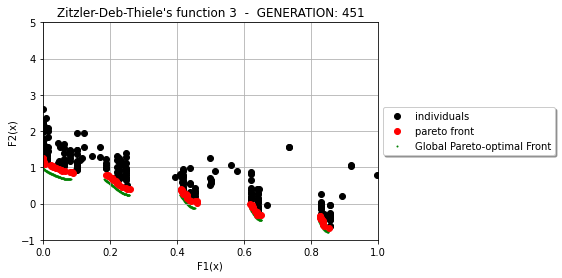 Zitzler-Deb-Thiele's function 3 - GENERATION: 451
5
4
3
2
1
0
−1
F2(x)
0.0 0.2 0.4 0.6 0.8 1.0
F1(x)
individuals
pareto front
Global Pareto-optimal Front